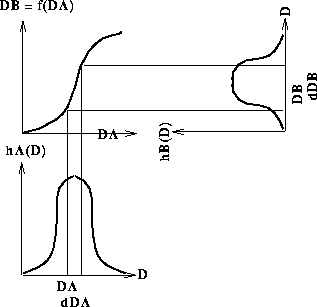 DB = f(DA)
D
DB
dDB
DA
hB(D)
hA(D)
D
DA
dDA